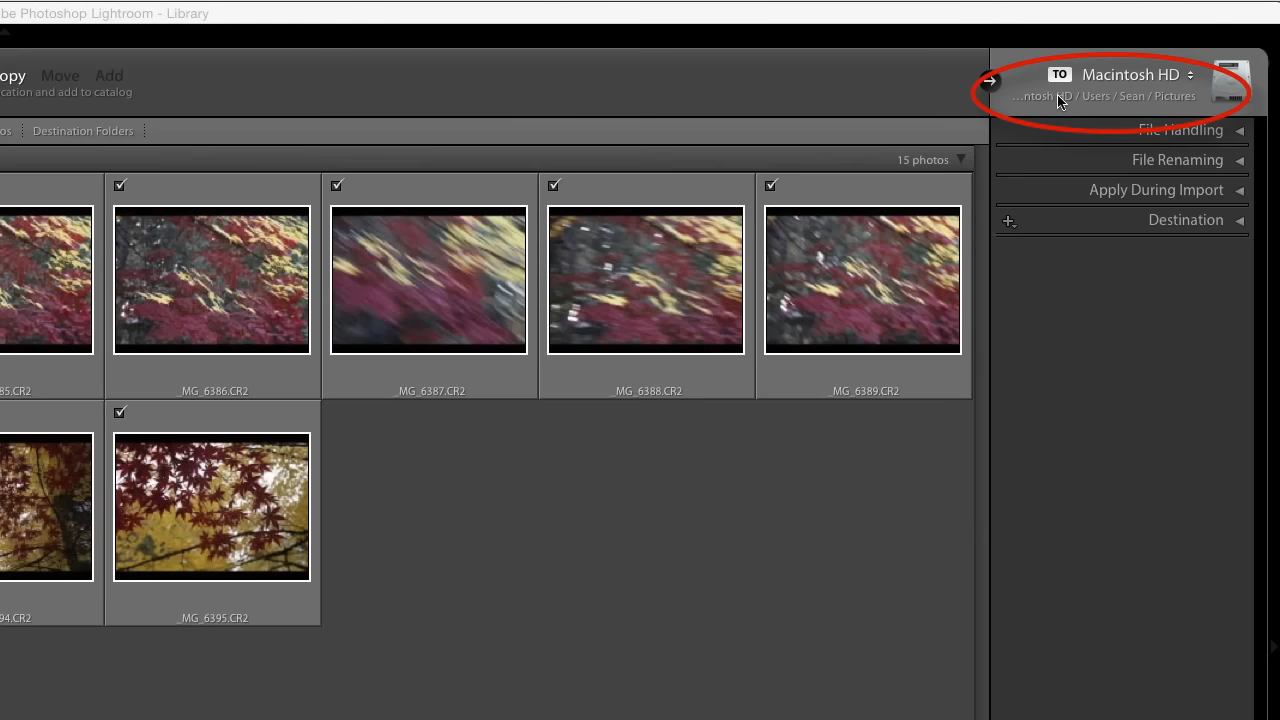 be Photoshop Lightroom - Library
opy Move Add
cation and add to catalog
TO Macintosh HD
...ntosh HD / Users / Sean / Pictures
os Destination Folders
File Handling
15 photos
File Renaming
Apply During Import
Destination
85.CR2 _MG_6386.CR2 _MG_6387.CR2 _MG_6388.CR2 _MG_6389.CR2
94.CR2 _MG_6395.CR2